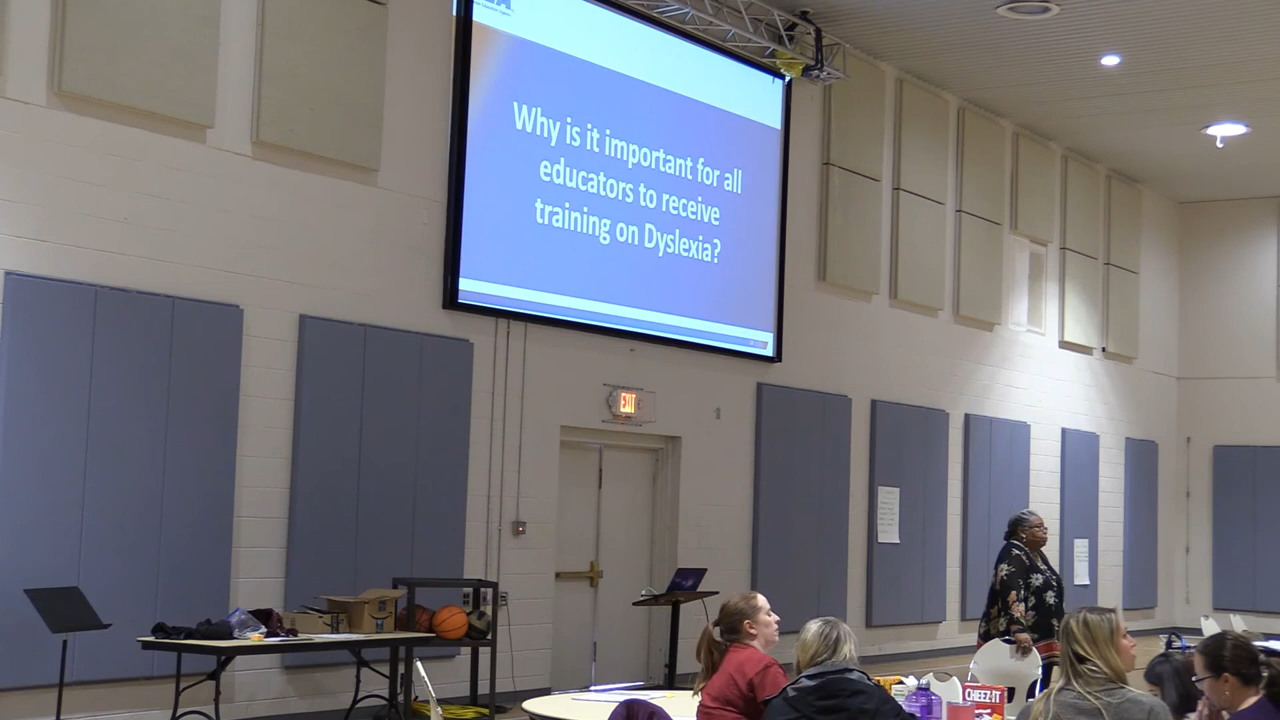 Why is it important for all
educators to receive
training on Dyslexia?
EXIT
CHEEZ-IT